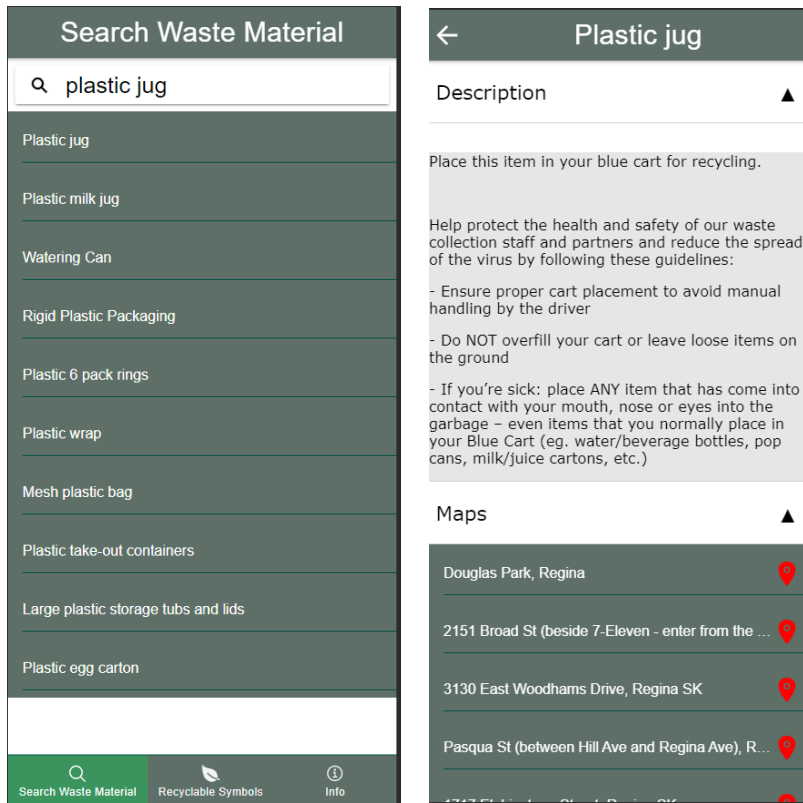 Search Waste Material
plastic jug
Plastic jug
Plastic milk jug
Watering Can
Rigid Plastic Packaging
Plastic 6 pack rings
Plastic wrap
Mesh plastic bag
Plastic take-out containers
Large plastic storage tubs and lids
Plastic egg carton
Search Waste Material
Recyclable Symbols
Info
Plastic jug
Description
Place this item in your blue cart for recycling.
Help protect the health and safety of our waste
collection staff and partners and reduce the spread
of the virus by following these guidelines:
- Ensure proper cart placement to avoid manual
handling by the driver
- Do NOT overfill your cart or leave loose items on
the ground
- If you’re sick: place ANY item that has come into
contact with your mouth, nose or eyes into the
garbage – even items that you normally place in
your Blue Cart (eg. water/beverage bottles, pop
cans, milk/juice cartons, etc.)
Maps
Douglas Park, Regina
2151 Broad St (beside 7-Eleven - enter from the ...
3130 East Woodhams Drive, Regina SK
Pasqua St (between Hill Ave and Regina Ave), R...